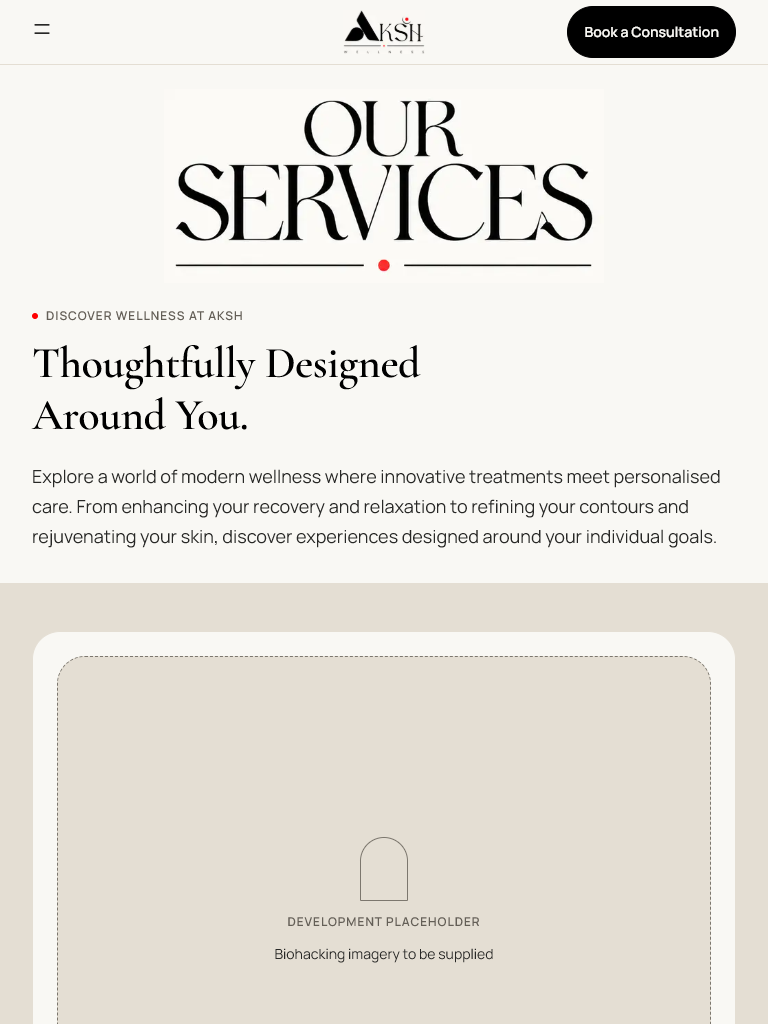 AKSH
WELLNESS
Book a Consultation
OUR
SERVICES
DISCOVER WELLNESS AT AKSH
Thoughtfully Designed
Around You.
Explore a world of modern wellness where innovative treatments meet personalised
care. From enhancing your recovery and relaxation to refining your contours and
rejuvenating your skin, discover experiences designed around your individual goals.
DEVELOPMENT PLACEHOLDER
Biohacking imagery to be supplied